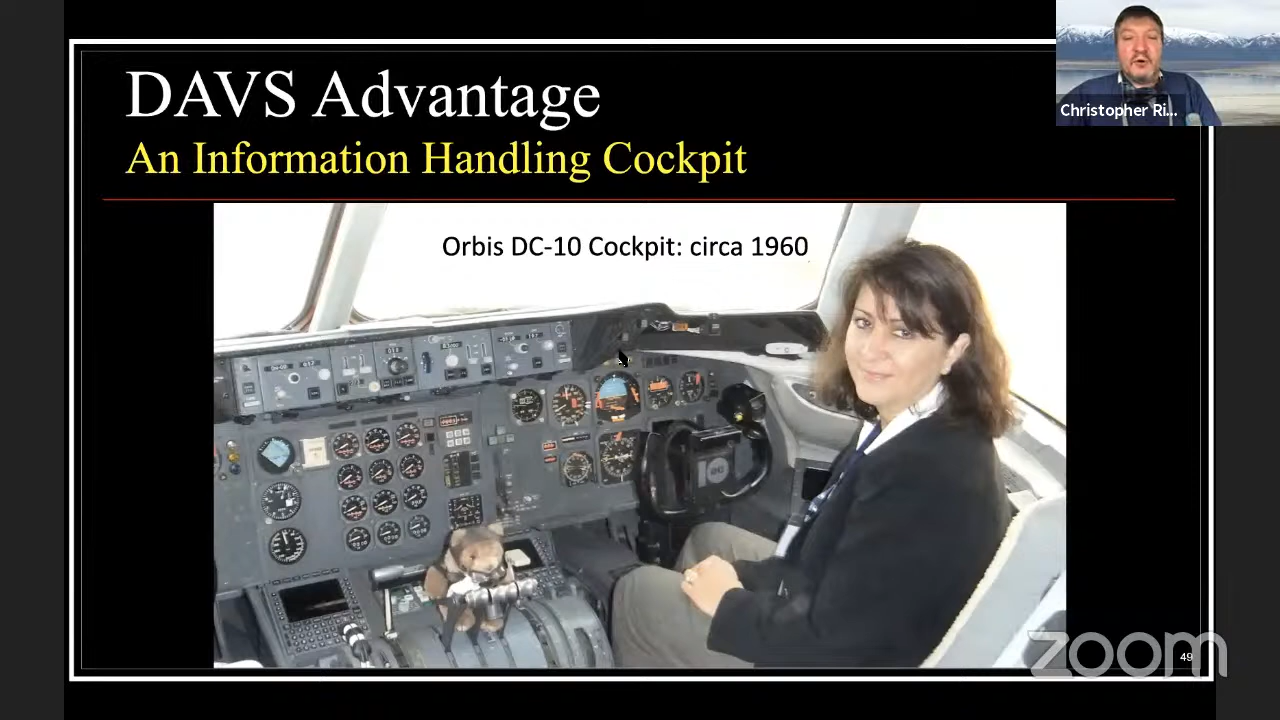 DAVS Advantage
An Information Handling Cockpit
Christopher Ri...
Orbis DC-10 Cockpit: circa 1960
zoom
49